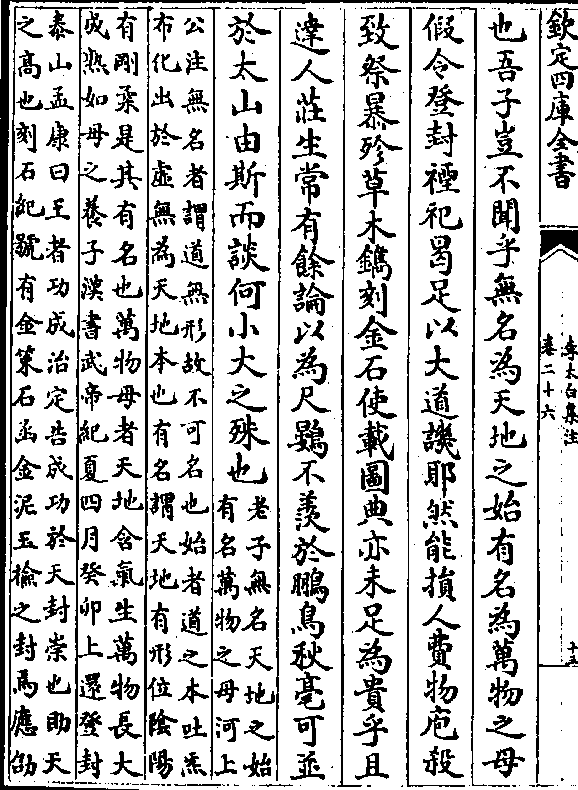 欽定四庫全書
李太白集注
卷二十六
十五
也吾子豈不聞乎無名為天地之始有名為萬物之母
假令登封禋祀曷足以大道譏耶然能損人費物庖殺
致祭暴殄草木鐫刻金石使載圖典亦未足為貴乎且
達人莊生常有餘論以為尺鷃不羡於鵬鳥秋毫可並
於太山由斯而談何小大之殊也
老子無名天地之始
有名萬物之母河上
公注無名者謂道無形故不可名也始者道之本吐炁
布化出於虛無為天地本也有名謂天地有形位陰陽
有剛柔是其有名也萬物母者天地含氣生萬物長大
成熟如母之養子漢書武帝紀夏四月癸卯上還登封
泰山孟康曰王者功成治定告成功於天封崇也助天
之高也刻石紀號有金策石函金泥玉檢之封焉應劭